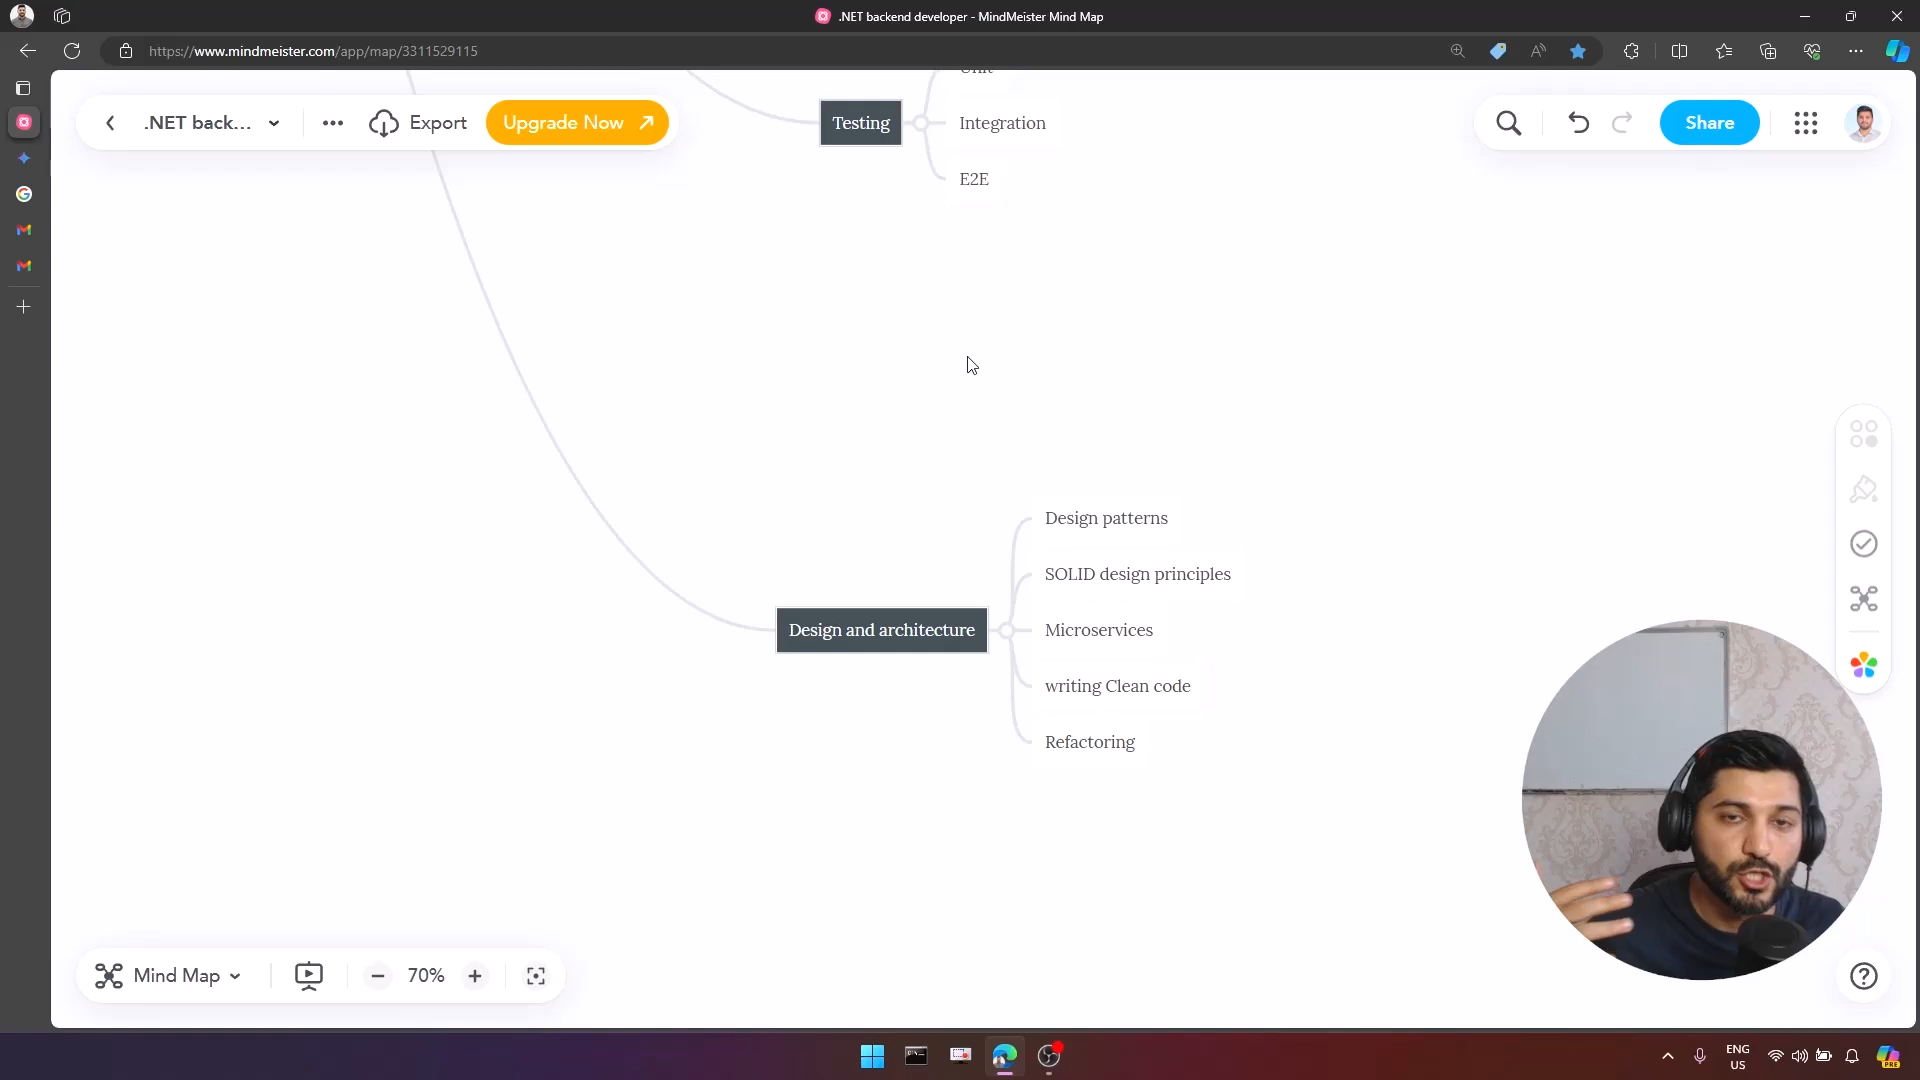 .NET backend developer - MindMeister Mind Map
https://www.mindmeister.com/app/map/3311529115
Unit
.NET back...
Export
Upgrade Now
Testing
Integration
E2E
Share
Design patterns
SOLID design principles
Design and architecture
Microservices
writing Clean code
Refactoring
Mind Map
70%
ENG
US
PRE